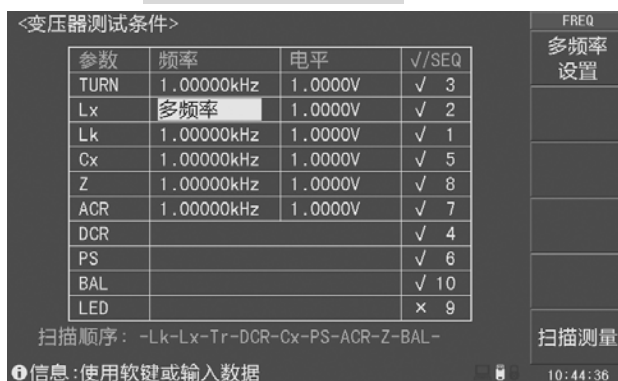 <变压器测试条件>
FREQ
多频率
设置
参数 频率 电平 √/SEQ
TURN 1.00000kHz 1.0000V √ 3
Lx 多频率 1.0000V √ 2
Lk 1.00000kHz 1.0000V √ 1
Cx 1.00000kHz 1.0000V √ 5
Z 1.00000kHz 1.0000V √ 8
ACR 1.00000kHz 1.0000V √ 7
DCR √ 4
PS √ 6
BAL √ 10
LED × 9
扫描顺序: -Lk-Lx-Tr-DCR-Cx-PS-ACR-Z-BAL-
扫描测量
信息:使用软键或输入数据
10:44:36